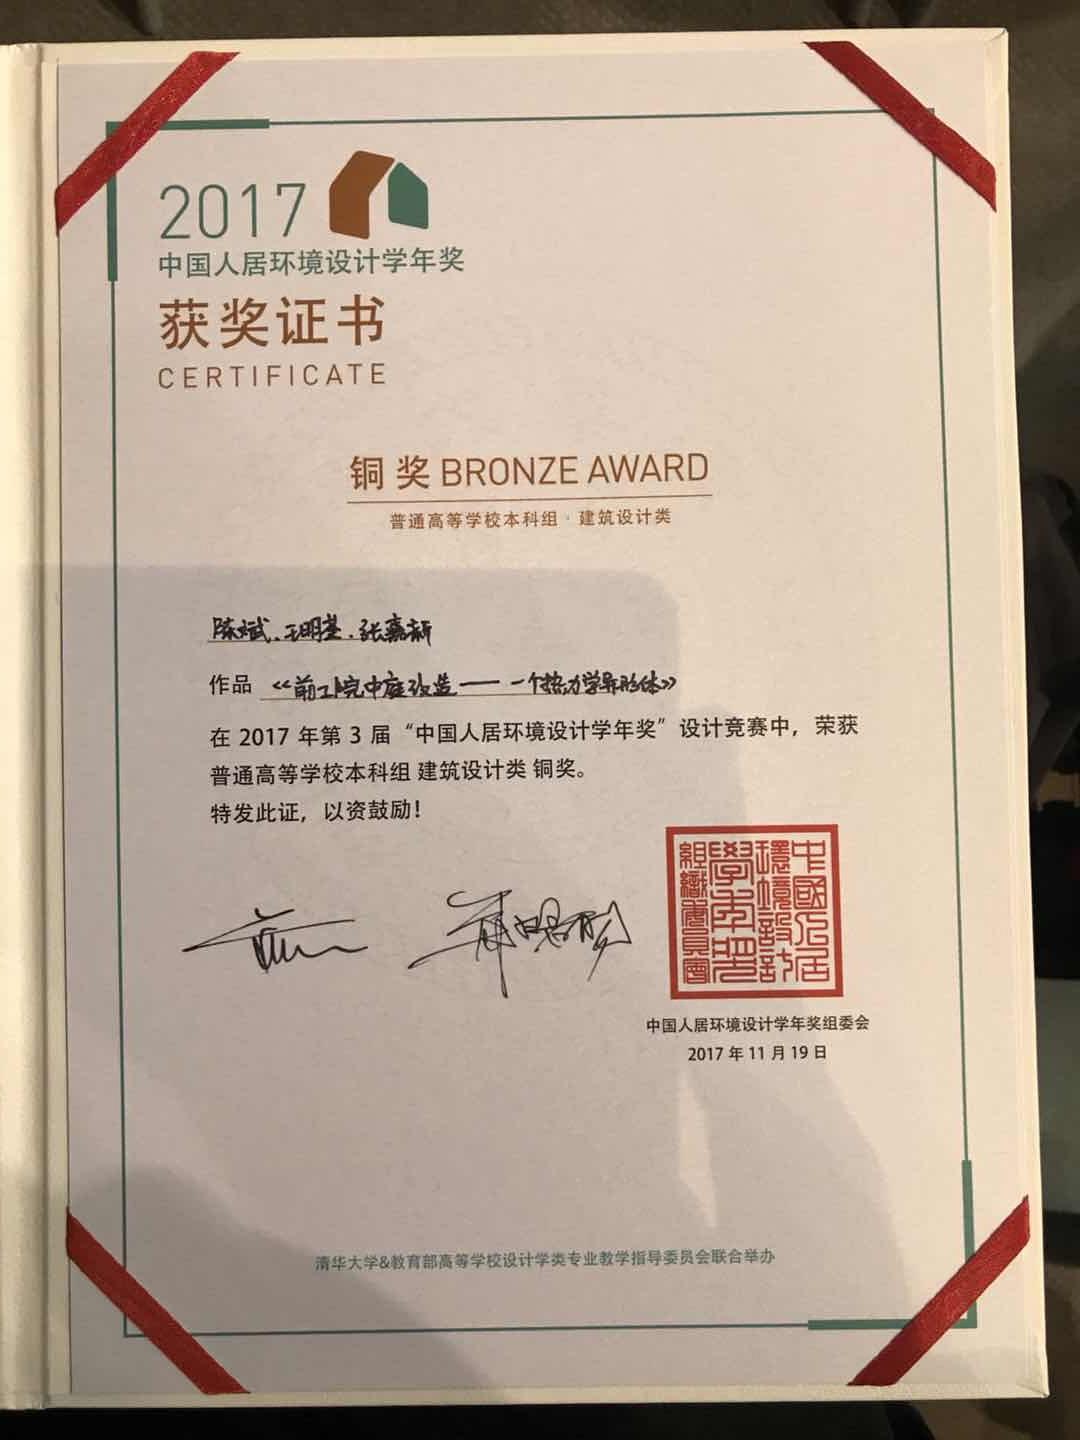 2017
中国人居环境设计学年奖
获奖证书
CERTIFICATE
铜 奖 BRONZE AWARD
普通高等学校本科组·建筑设计类
陈斌、王明基、张嘉新
作品 《前工院中庭改造——一个热力学异形体》
在 2017 年第 3 届“中国人居环境设计学年奖”设计竞赛中，荣获
普通高等学校本科组 建筑设计类 铜奖。
特发此证，以资鼓励！
中國人居
環境設計
學年獎
組織委員會
中国人居环境设计学年奖组委会
2017 年 11 月 19 日
清华大学&教育部高等学校设计学类专业教学指导委员会联合举办